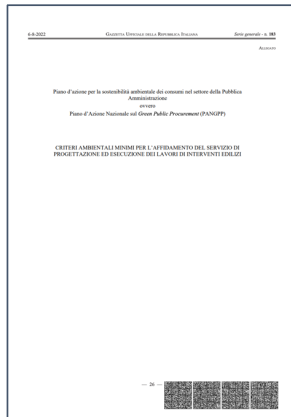 6-8-2022 GAZZETTA UFFICIALE DELLA REPUBBLICA ITALIANA Serie generale - n. 183
ALLEGATO
Piano d'azione per la sostenibilità ambientale dei consumi nel settore della Pubblica
Amministrazione
ovvero
Piano d'Azione Nazionale sul Green Public Procurement (PANGPP)
CRITERI AMBIENTALI MINIMI PER L'AFFIDAMENTO DEL SERVIZIO DI
PROGETTAZIONE ED ESECUZIONE DEI LAVORI DI INTERVENTI EDILIZI
— 26 —